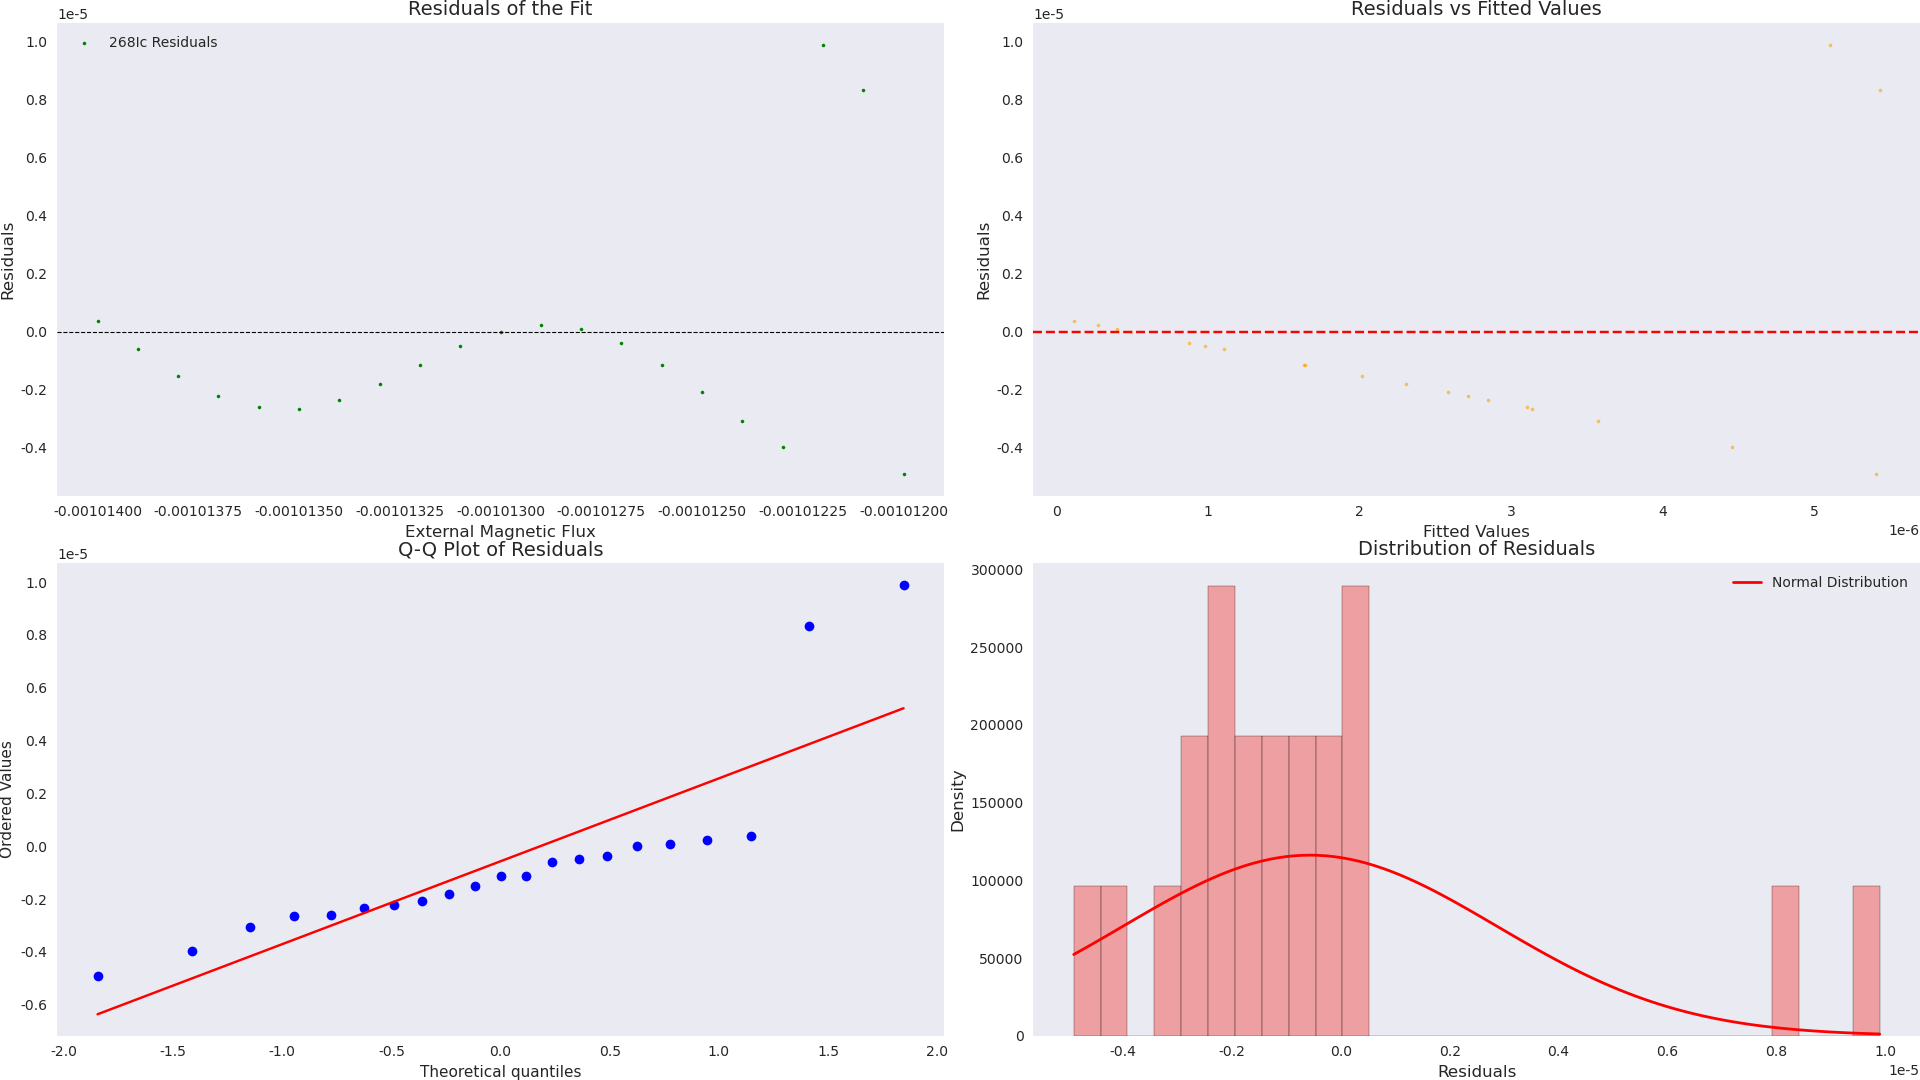 Residuals of the Fit
1e-5
268Ic Residuals
1.0
0.8
0.6
0.4
0.2
0.0
-0.2
-0.4
Residuals
-0.00101400 -0.00101375 -0.00101350 -0.00101325 -0.00101300 -0.00101275 -0.00101250 -0.00101225 -0.00101200
External Magnetic Flux
Residuals vs Fitted Values
1e-5
1.0
0.8
0.6
0.4
0.2
0.0
-0.2
-0.4
Residuals
0 1 2 3 4 5
1e-6
Fitted Values
Q-Q Plot of Residuals
1e-5
1.0
0.8
0.6
0.4
0.2
0.0
-0.2
-0.4
-0.6
Ordered Values
-2.0 -1.5 -1.0 -0.5 0.0 0.5 1.0 1.5 2.0
Theoretical quantiles
Distribution of Residuals
Normal Distribution
300000
250000
200000
150000
100000
50000
0
Density
-0.4 -0.2 0.0 0.2 0.4 0.6 0.8 1.0
1e-5
Residuals